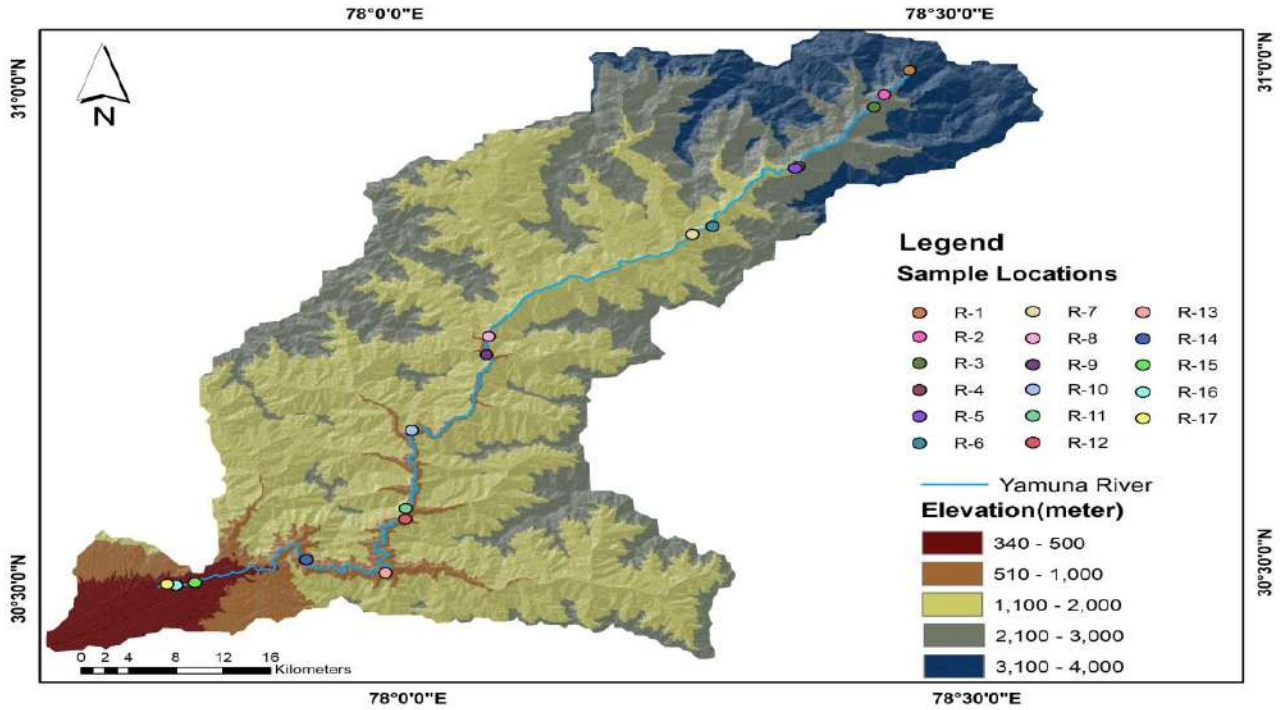 78°0'0"E 78°30'0"E
31°0'0"N 31°0'0"N
N
Legend
Sample Locations
R-1 R-7 R-13
R-2 R-8 R-14
R-3 R-9 R-15
R-4 R-10 R-16
R-5 R-11 R-17
R-6 R-12
Yamuna River
Elevation(meter)
340 - 500
510 - 1,000
1,100 - 2,000
2,100 - 3,000
3,100 - 4,000
30°30'0"N 30°30'0"N
0 2 4 8 12 16
Kilometers
78°0'0"E 78°30'0"E